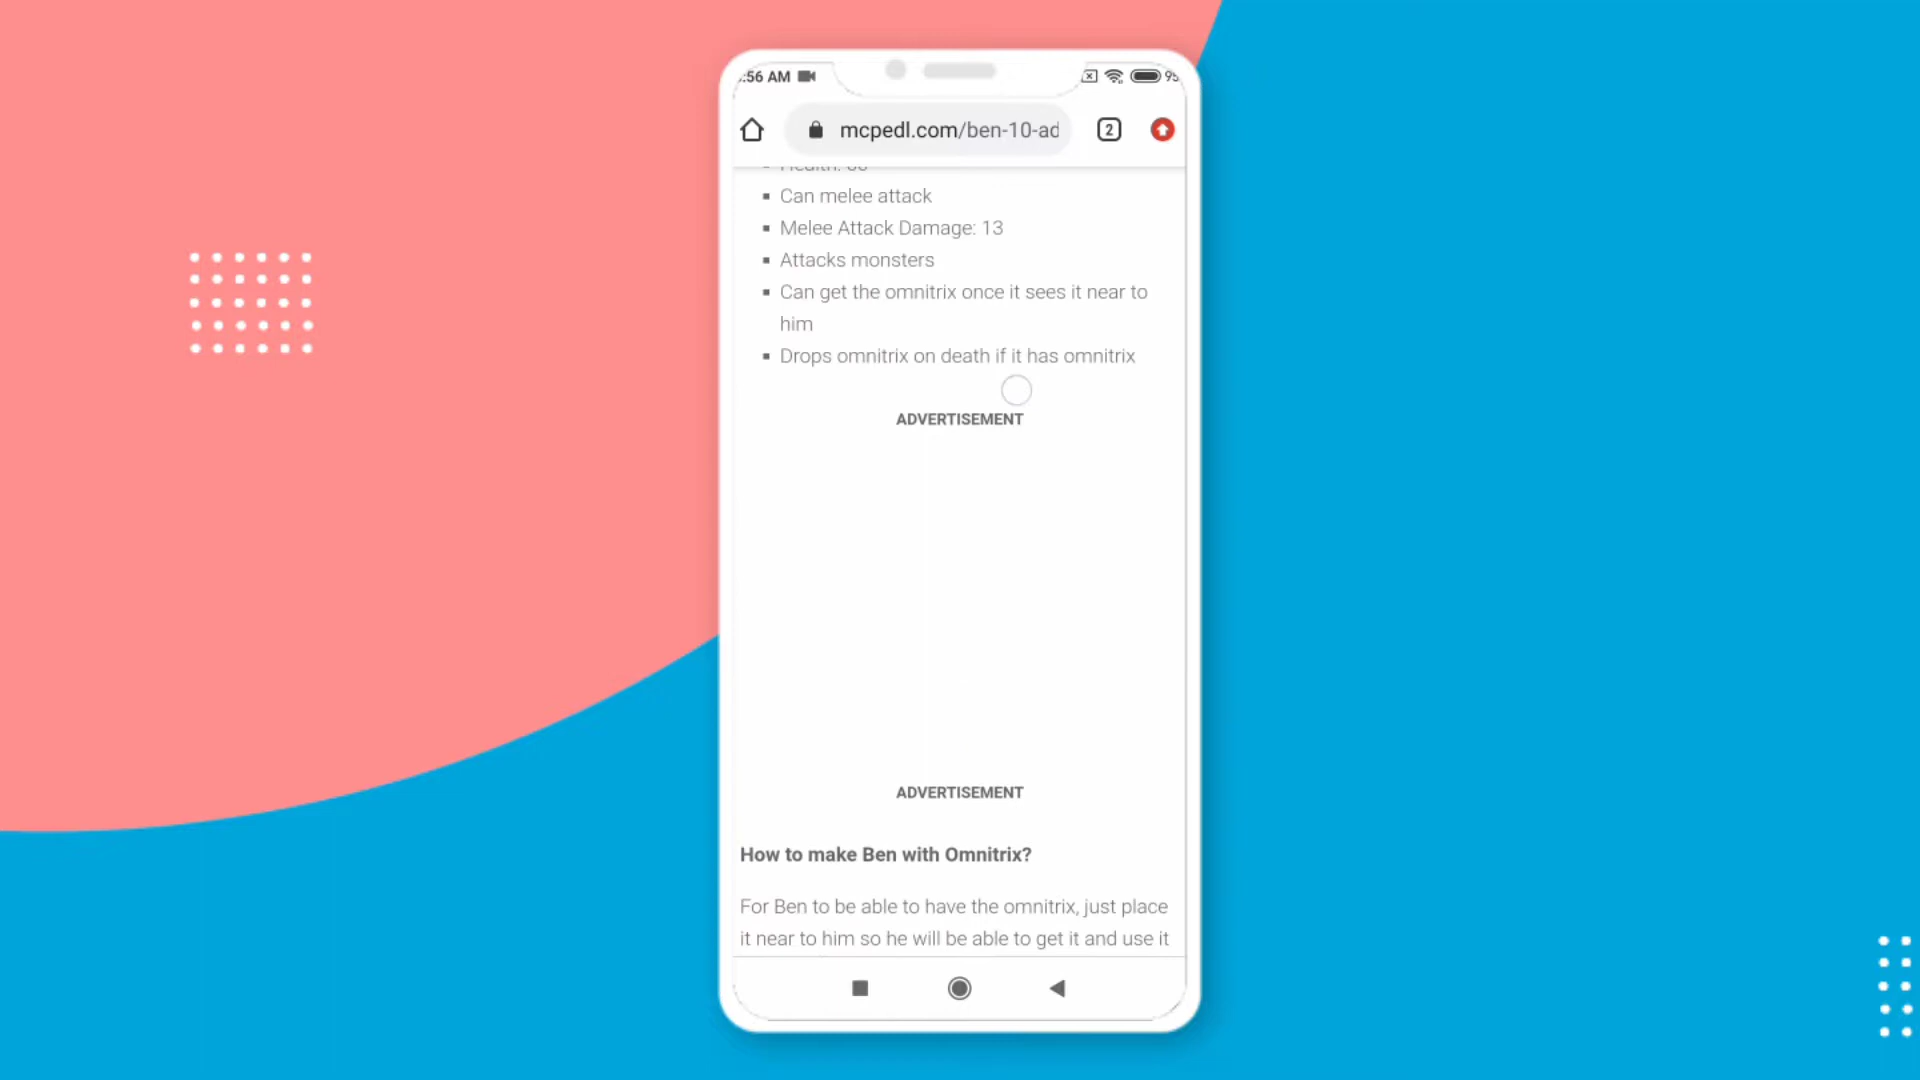 :56 AM
95
mcpedl.com/ben-10-ad
2
Can melee attack
Melee Attack Damage: 13
Attacks monsters
Can get the omnitrix once it sees it near to
him
Drops omnitrix on death if it has omnitrix
ADVERTISEMENT
ADVERTISEMENT
How to make Ben with Omnitrix?
For Ben to be able to have the omnitrix, just place
it near to him so he will be able to get it and use it